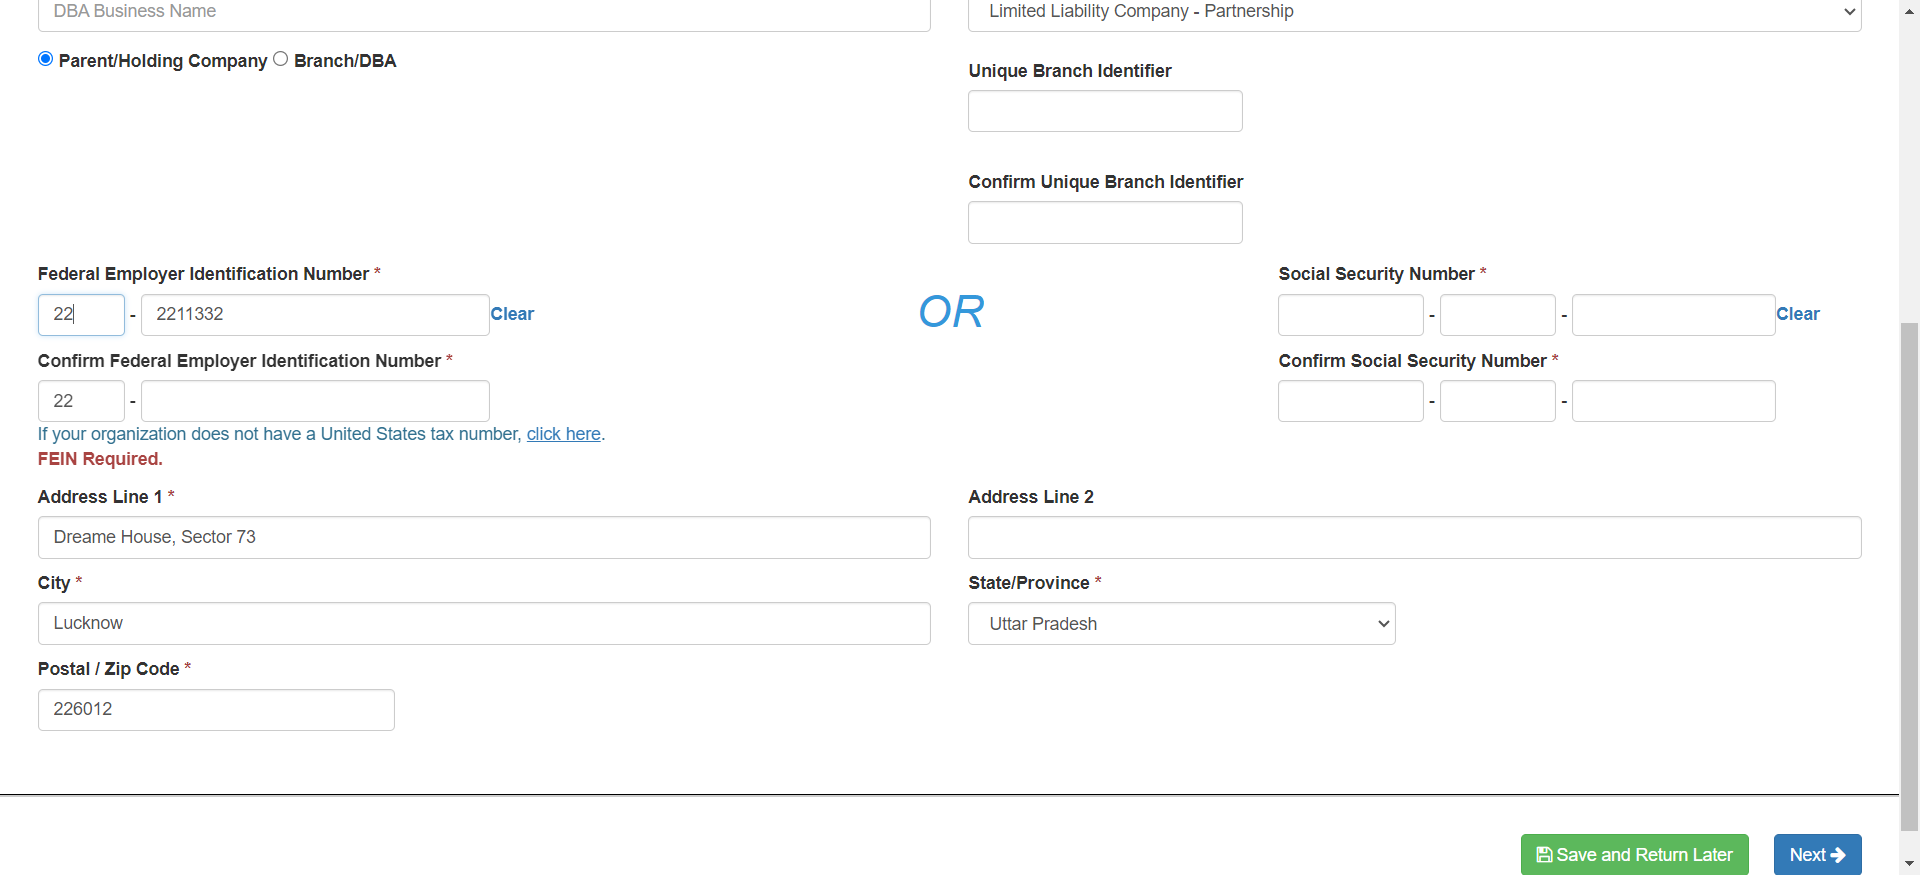 DBA Business Name
Limited Liability Company - Partnership
Parent/Holding Company Branch/DBA
Unique Branch Identifier
Confirm Unique Branch Identifier
Federal Employer Identification Number *
22 - 2211332 Clear
OR
Social Security Number *
- - Clear
Confirm Federal Employer Identification Number *
22 -
Confirm Social Security Number *
- -
If your organization does not have a United States tax number, click here.
FEIN Required.
Address Line 1 *
Dreame House, Sector 73
Address Line 2
City *
Lucknow
State/Province *
Uttar Pradesh
Postal / Zip Code *
226012
Save and Return Later
Next